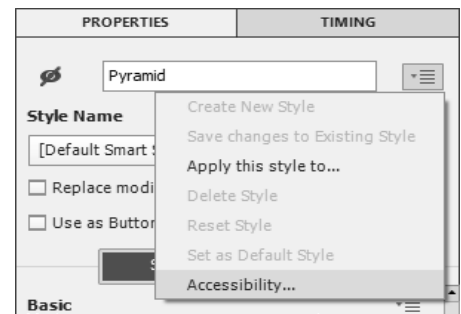 PROPERTIES TIMING
Pyramid
Create New Style
Style Name
Save changes to Existing Style
[Default Smart
Apply this style to...
Replace modi
Delete Style
Use as Button
Reset Style
Set as Default Style
Accessibility...
Basic